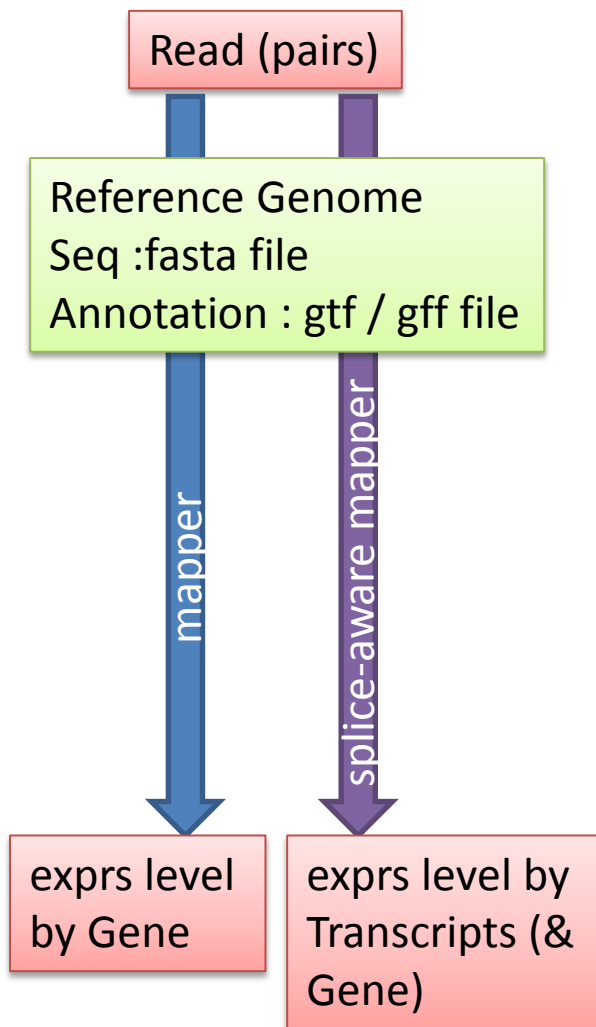 Read (pairs)
Reference Genome
Seq :fasta file
Annotation : gtf / gff file
mapper
splice-aware mapper
exprs level
by Gene
exprs level by
Transcripts (&
Gene)